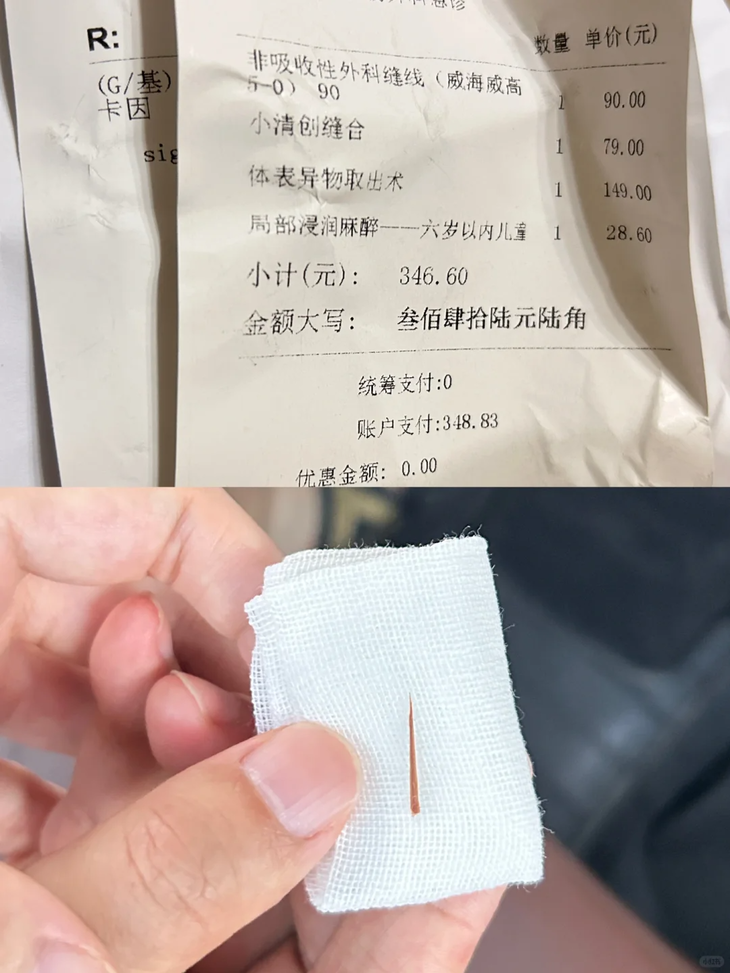 R:
(G/基)
卡因
sig
数量 单价(元)
非吸收性外科缝线(威海威高
5-0) 90 1 90.00
小清创缝合 1 79.00
体表异物取出术 1 149.00
局部浸润麻醉——六岁以内儿童 1 28.60
小计(元): 346.60
金额大写: 叁佰肆拾陆元陆角
统筹支付:0
账户支付:348.83
优惠金额: 0.00